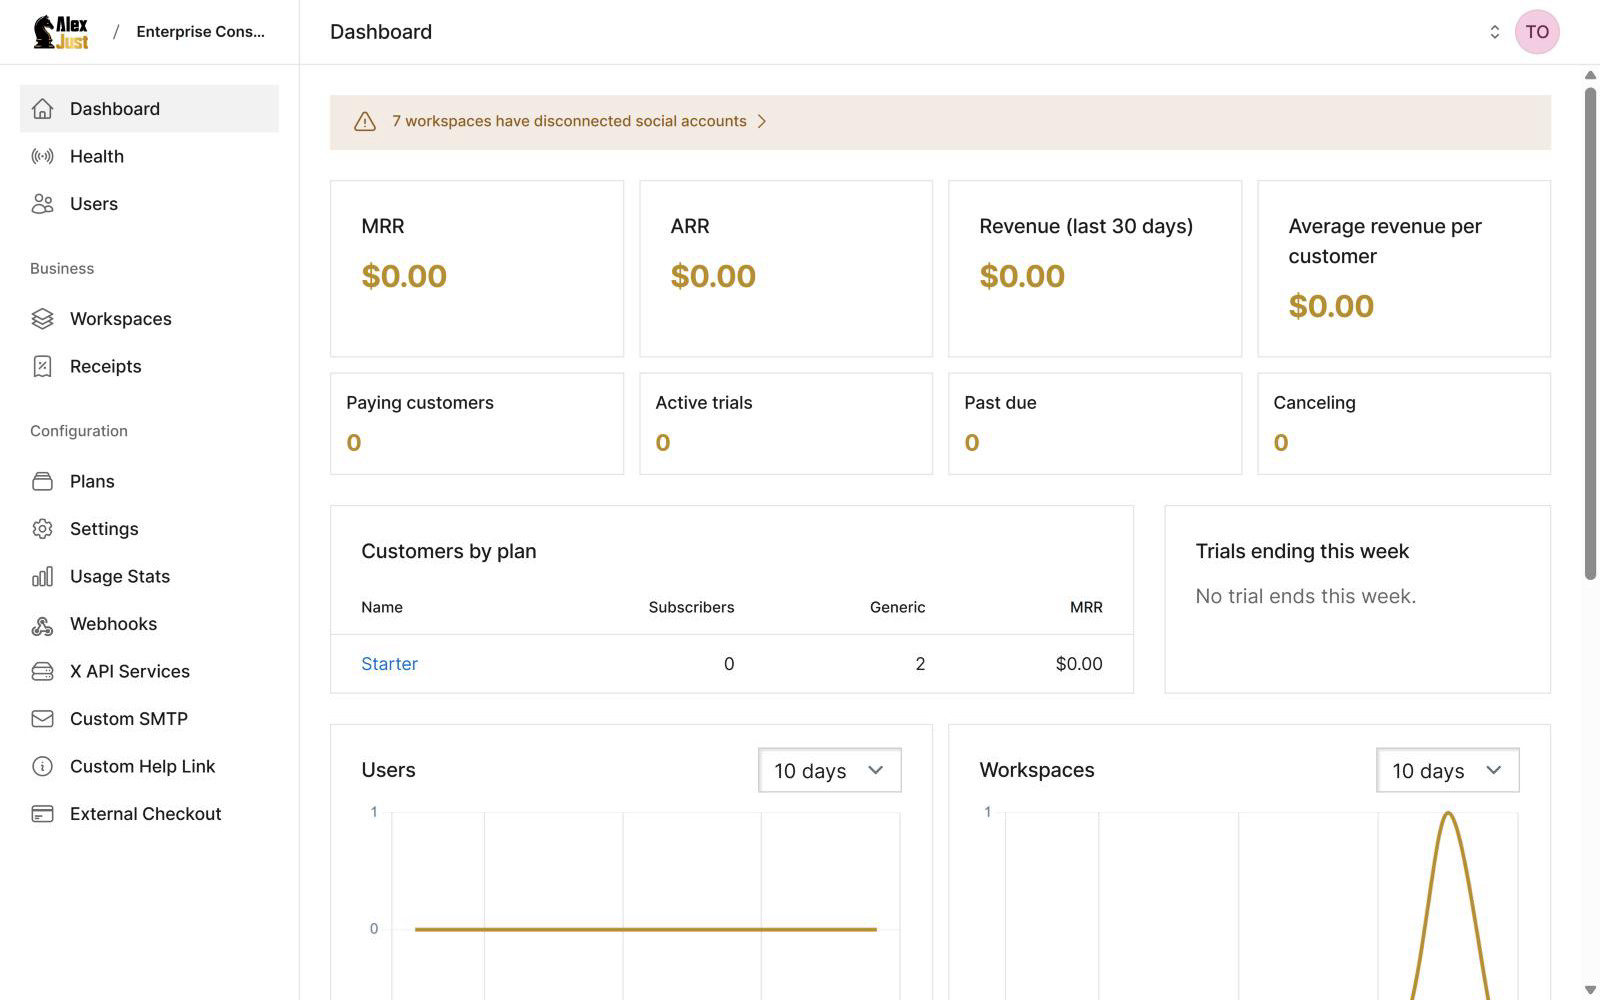 Alex
Just
/ Enterprise Cons...
Dashboard
TO
Dashboard
Health
Users
Business
Workspaces
Receipts
Configuration
Plans
Settings
Usage Stats
Webhooks
X API Services
Custom SMTP
Custom Help Link
External Checkout
7 workspaces have disconnected social accounts
MRR
$0.00
ARR
$0.00
Revenue (last 30 days)
$0.00
Average revenue per
customer
$0.00
Paying customers
0
Active trials
0
Past due
0
Canceling
0
Customers by plan
Name Subscribers Generic MRR
Starter 0 2 $0.00
Trials ending this week
No trial ends this week.
Users
10 days
1
0
Workspaces
10 days
1